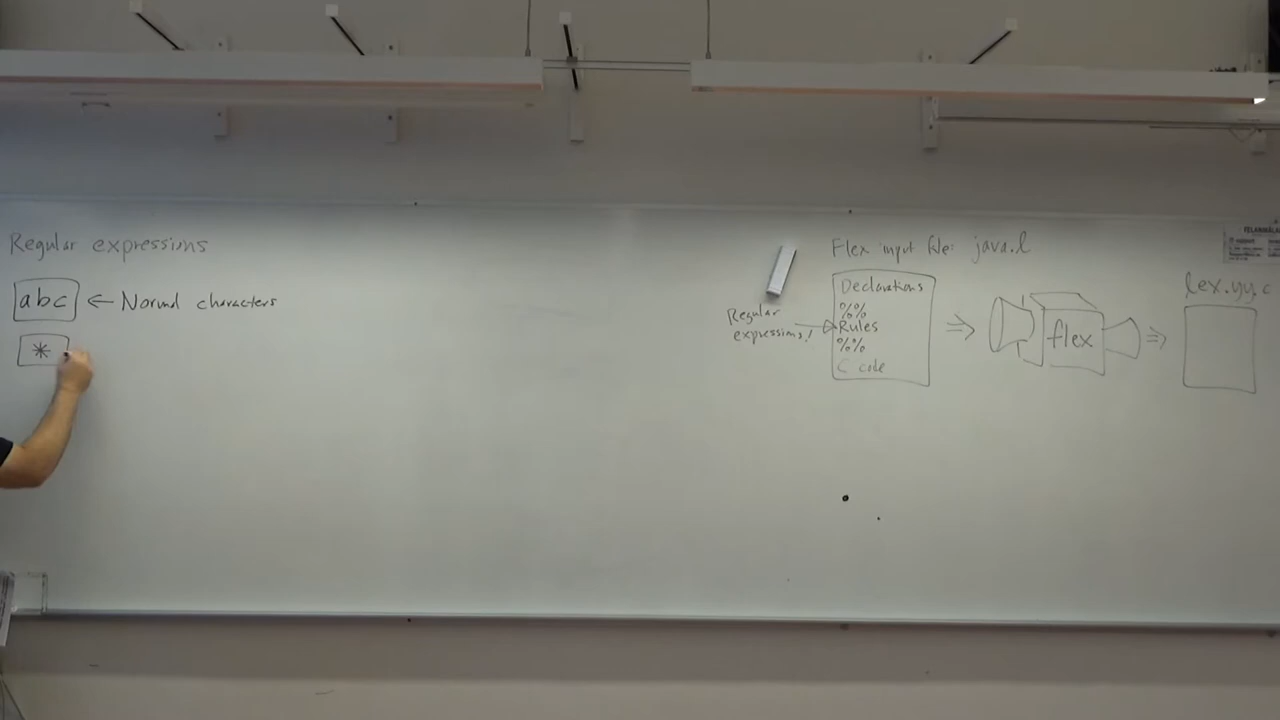 Regular expressions
abc ← Normal characters
*
Flex input file: java.l
Declarations
%%
Rules
%%
C code
Regular
expressions!
flex
lex.yy.c